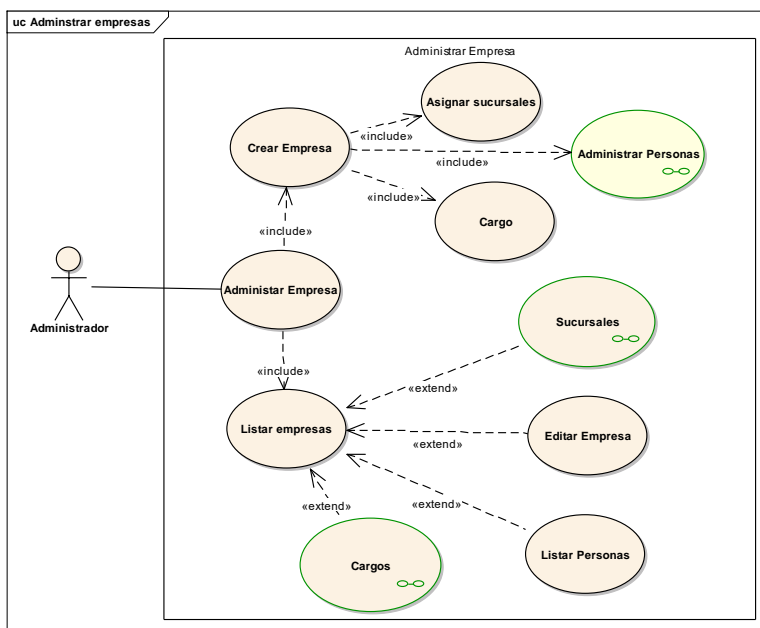 uc Adminstrar empresas
Administrar Empresa
Asignar sucursales
«include»
Crear Empresa
Administrar Personas
«include»
«include»
Cargo
«include»
Administar Empresa
Administrador
Sucursales
«include»
«extend»
Listar empresas
Editar Empresa
«extend»
«extend»
«extend»
Listar Personas
Cargos